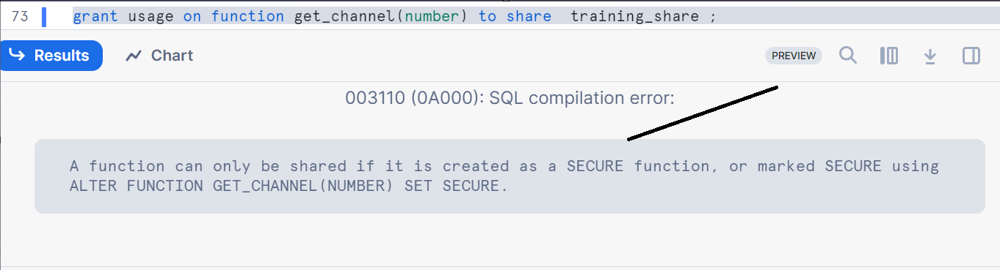 73 grant usage on function get_channel(number) to share  training_share ;
Results Chart PREVIEW
003110 (0A000): SQL compilation error:
A function can only be shared if it is created as a SECURE function, or marked SECURE using
ALTER FUNCTION GET_CHANNEL(NUMBER) SET SECURE.